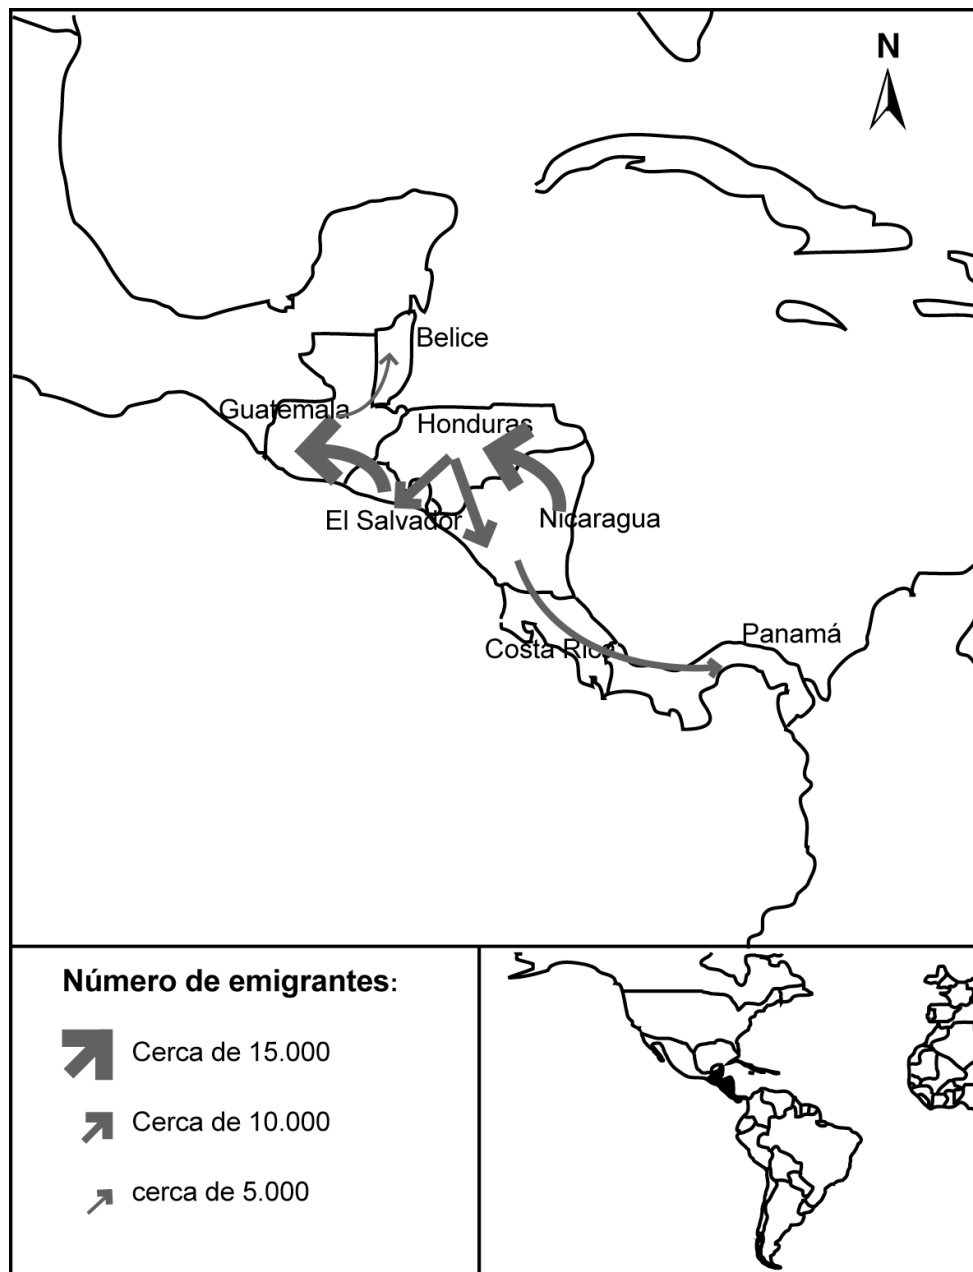 N
Belice
Guatemala
Honduras
El Salvador
Nicaragua
Panamá
Costa Rica
Número de emigrantes:
Cerca de 15.000
Cerca de 10.000
cerca de 5.000